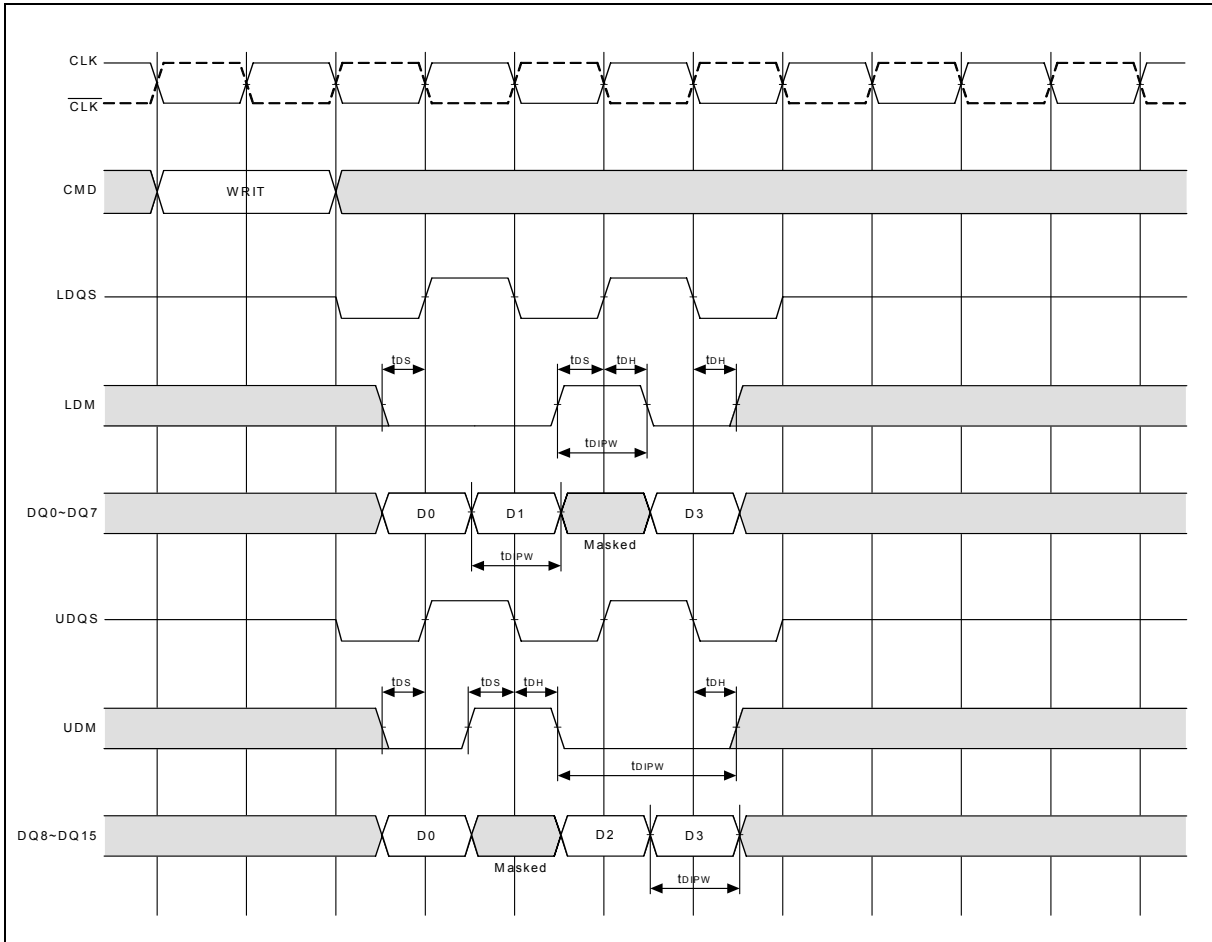 CLK
CLK
CMD
WRIT
LDQS
tDS
tDS
tDH
tDH
LDM
tDIPW
DQ0~DQ7
D0
D1
D3
Masked
tDIPW
UDQS
tDS
tDS
tDH
tDH
UDM
tDIPW
DQ8~DQ15
D0
D2
D3
Masked
tDIPW